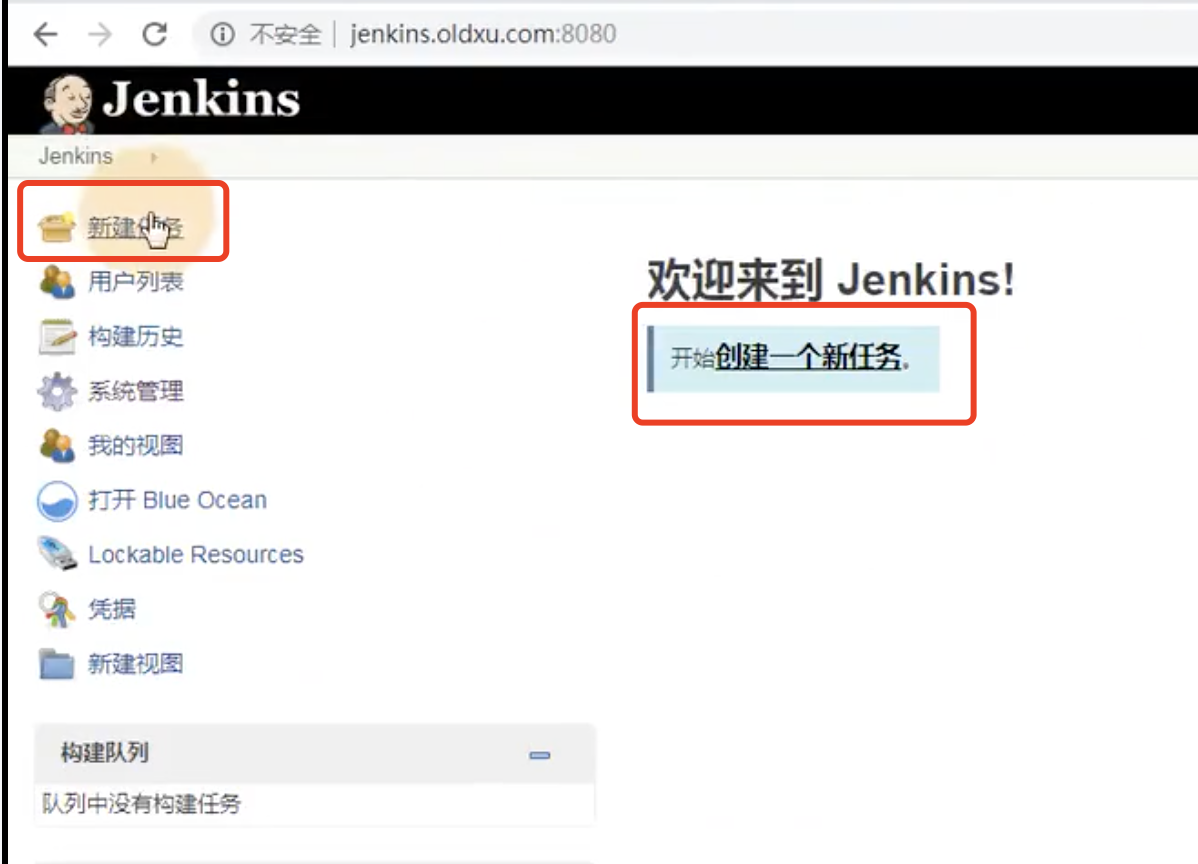 不安全 jenkins.oldxu.com:8080
Jenkins
Jenkins
新建任务
用户列表
构建历史
系统管理
我的视图
打开 Blue Ocean
Lockable Resources
凭据
新建视图
构建队列
队列中没有构建任务
欢迎来到 Jenkins!
开始创建一个新任务。